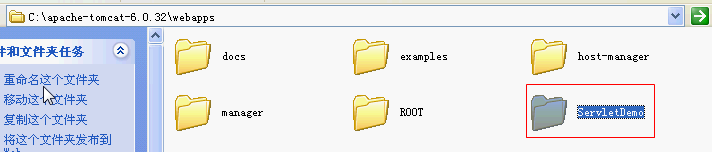 C:\apache-tomcat-6.0.32\webapps
件和文件夹任务
重命名这个文件夹
移动这个文件夹
复制这个文件夹
将这个文件夹发布到
docs
examples
host-manager
manager
ROOT
ServletDemo